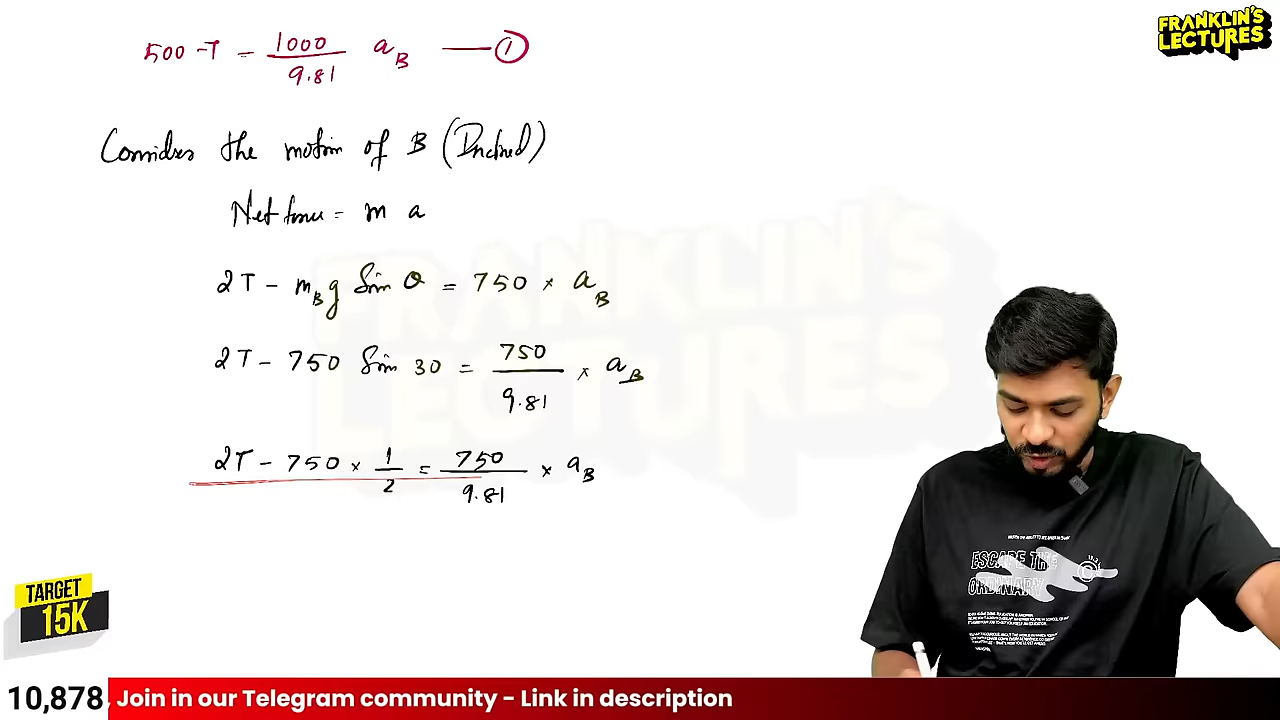 FRANKLIN'S
LECTURES
500 - T = 1000/9.81 a_B —— ①
Consider the motion of B (Inclined)
Net force = m a
2T - m_B g Sin θ = 750 × a_B
2T - 750 Sin 30 = 750/9.81 × a_B
2T - 750 × 1/2 = 750/9.81 × a_B
FRANKLIN'S
LECTURES
ESCAPE THE
ORDINARY
TARGET
15K
10,878 Join in our Telegram community - Link in description